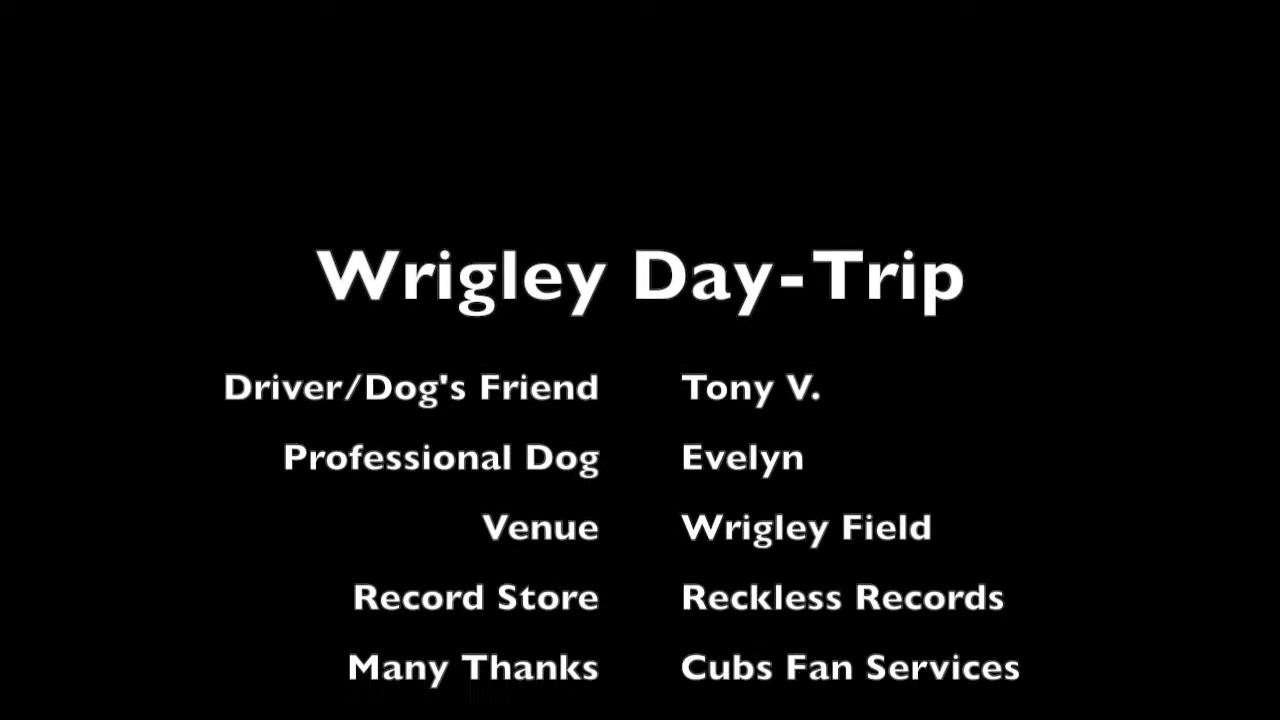 Wrigley Day-Trip
Driver/Dog's Friend Tony V.
Professional Dog Evelyn
Venue Wrigley Field
Record Store Reckless Records
Many Thanks Cubs Fan Services